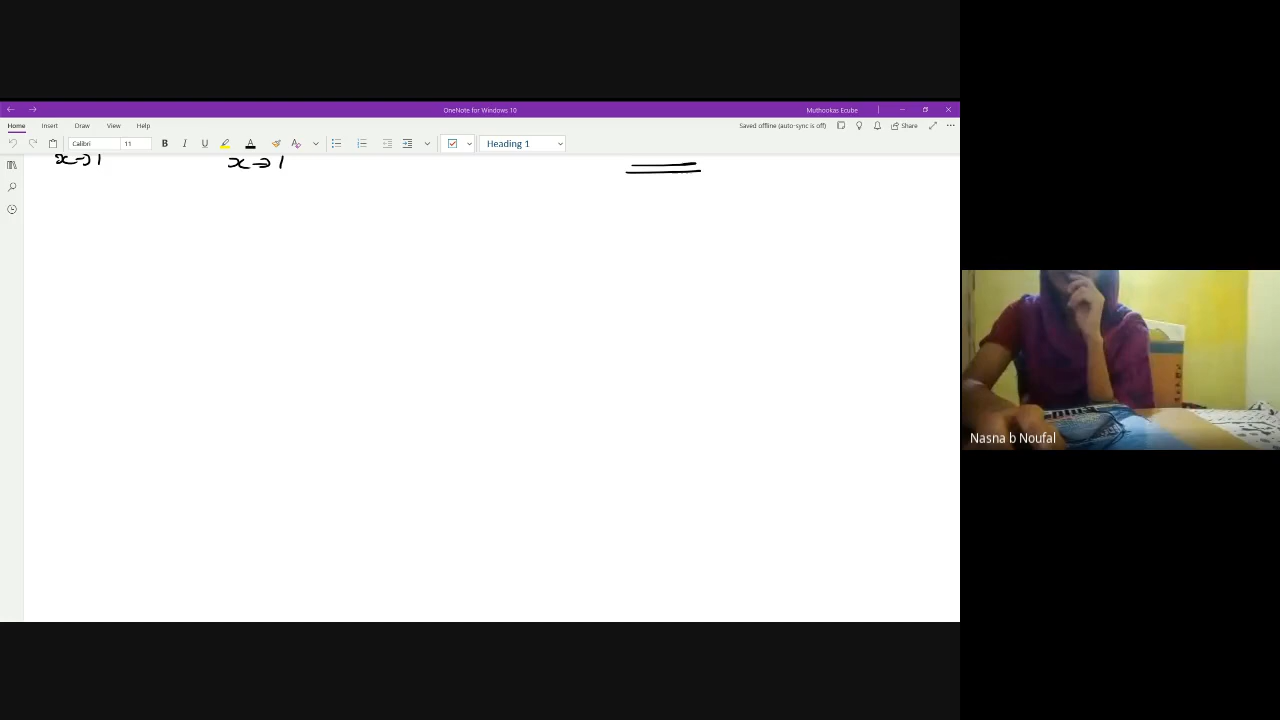 OneNote for Windows 10
Muthookas Ecube
Home Insert Draw View Help
Saved offline (auto-sync is off)
Share
Calibri 11 B I U A Heading 1
x→1 x→1
Nasna b Noufal